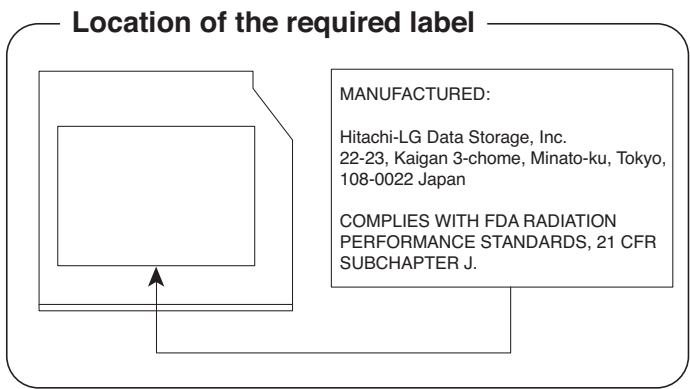 Location of the required label
MANUFACTURED:
Hitachi-LG Data Storage, Inc.
22-23, Kaigan 3-chome, Minato-ku, Tokyo,
108-0022 Japan
COMPLIES WITH FDA RADIATION
PERFORMANCE STANDARDS, 21 CFR
SUBCHAPTER J.